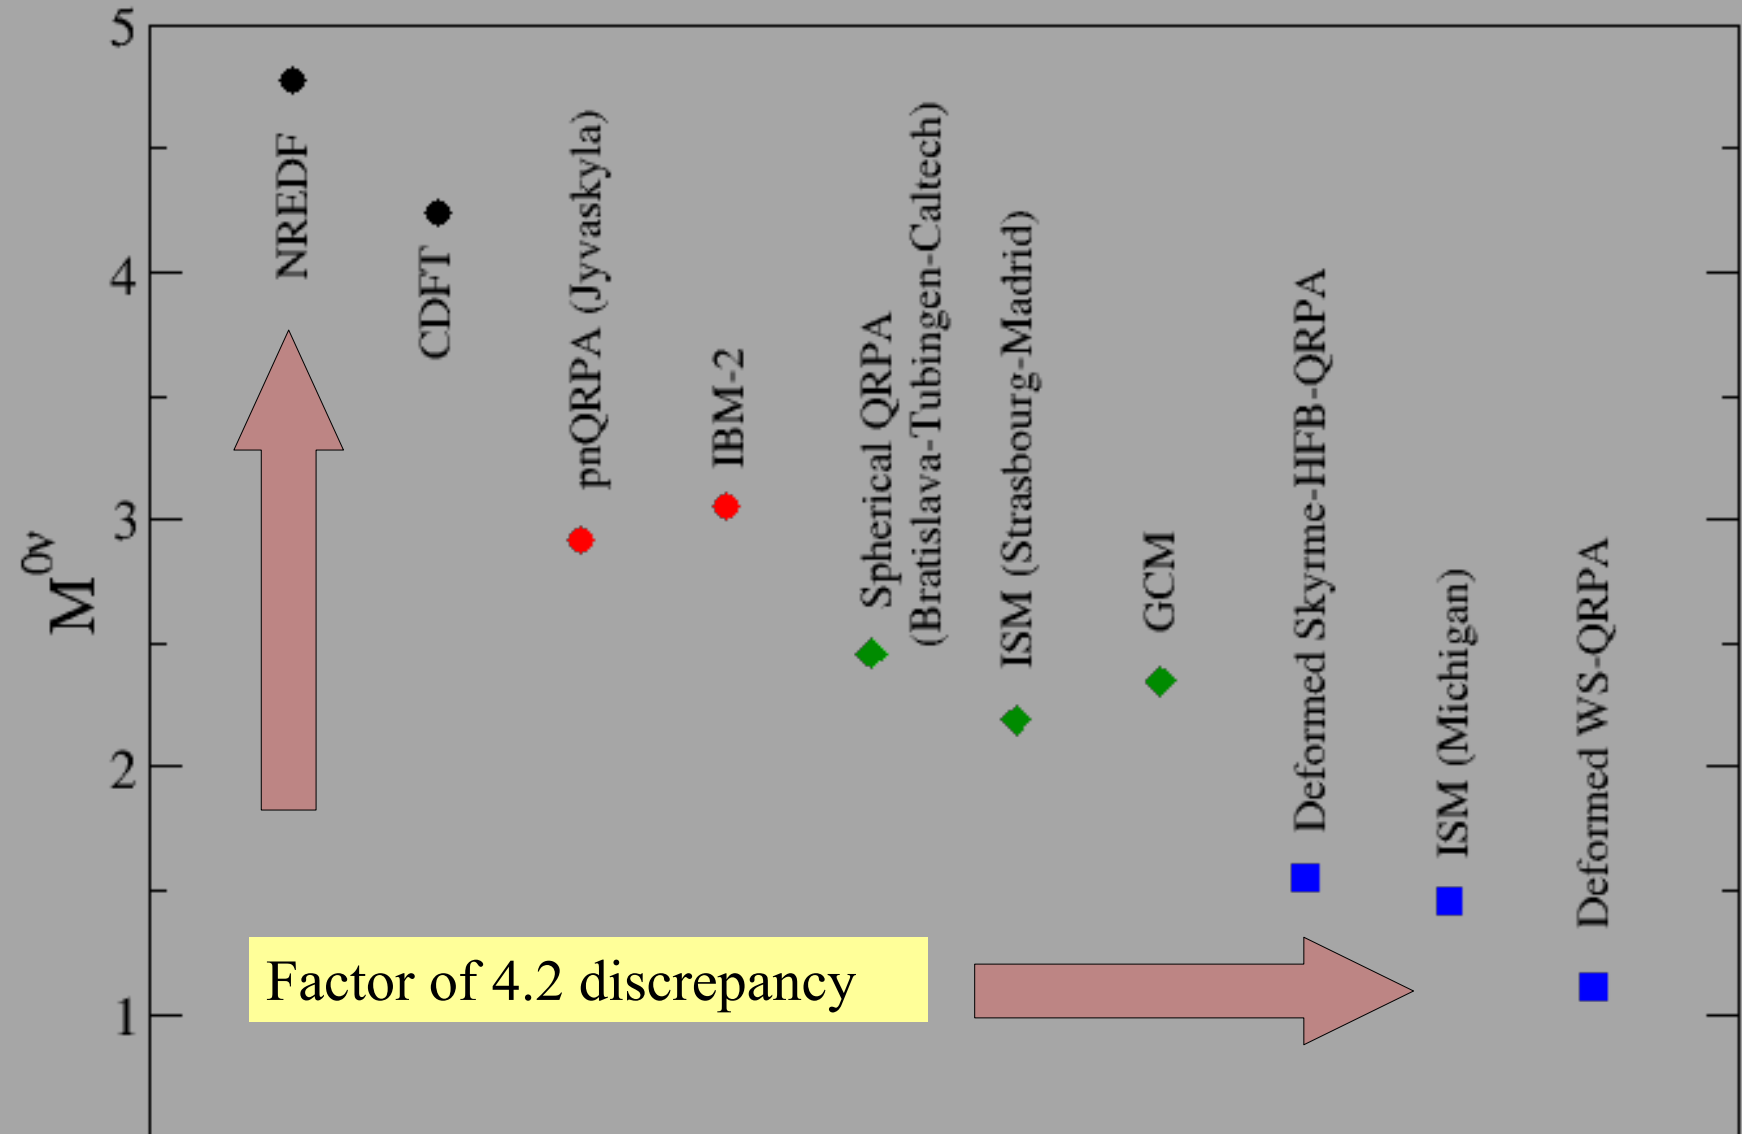 5
4
3
2
1
M^0ν
NREDF
CDFT
pnQRPA (Jyvaskyla)
IBM-2
Spherical QRPA
(Bratislava-Tubingen-Caltech)
ISM (Strasbourg-Madrid)
GCM
Deformed Skyrme-HFB-QRPA
ISM (Michigan)
Deformed WS-QRPA
Factor of 4.2 discrepancy